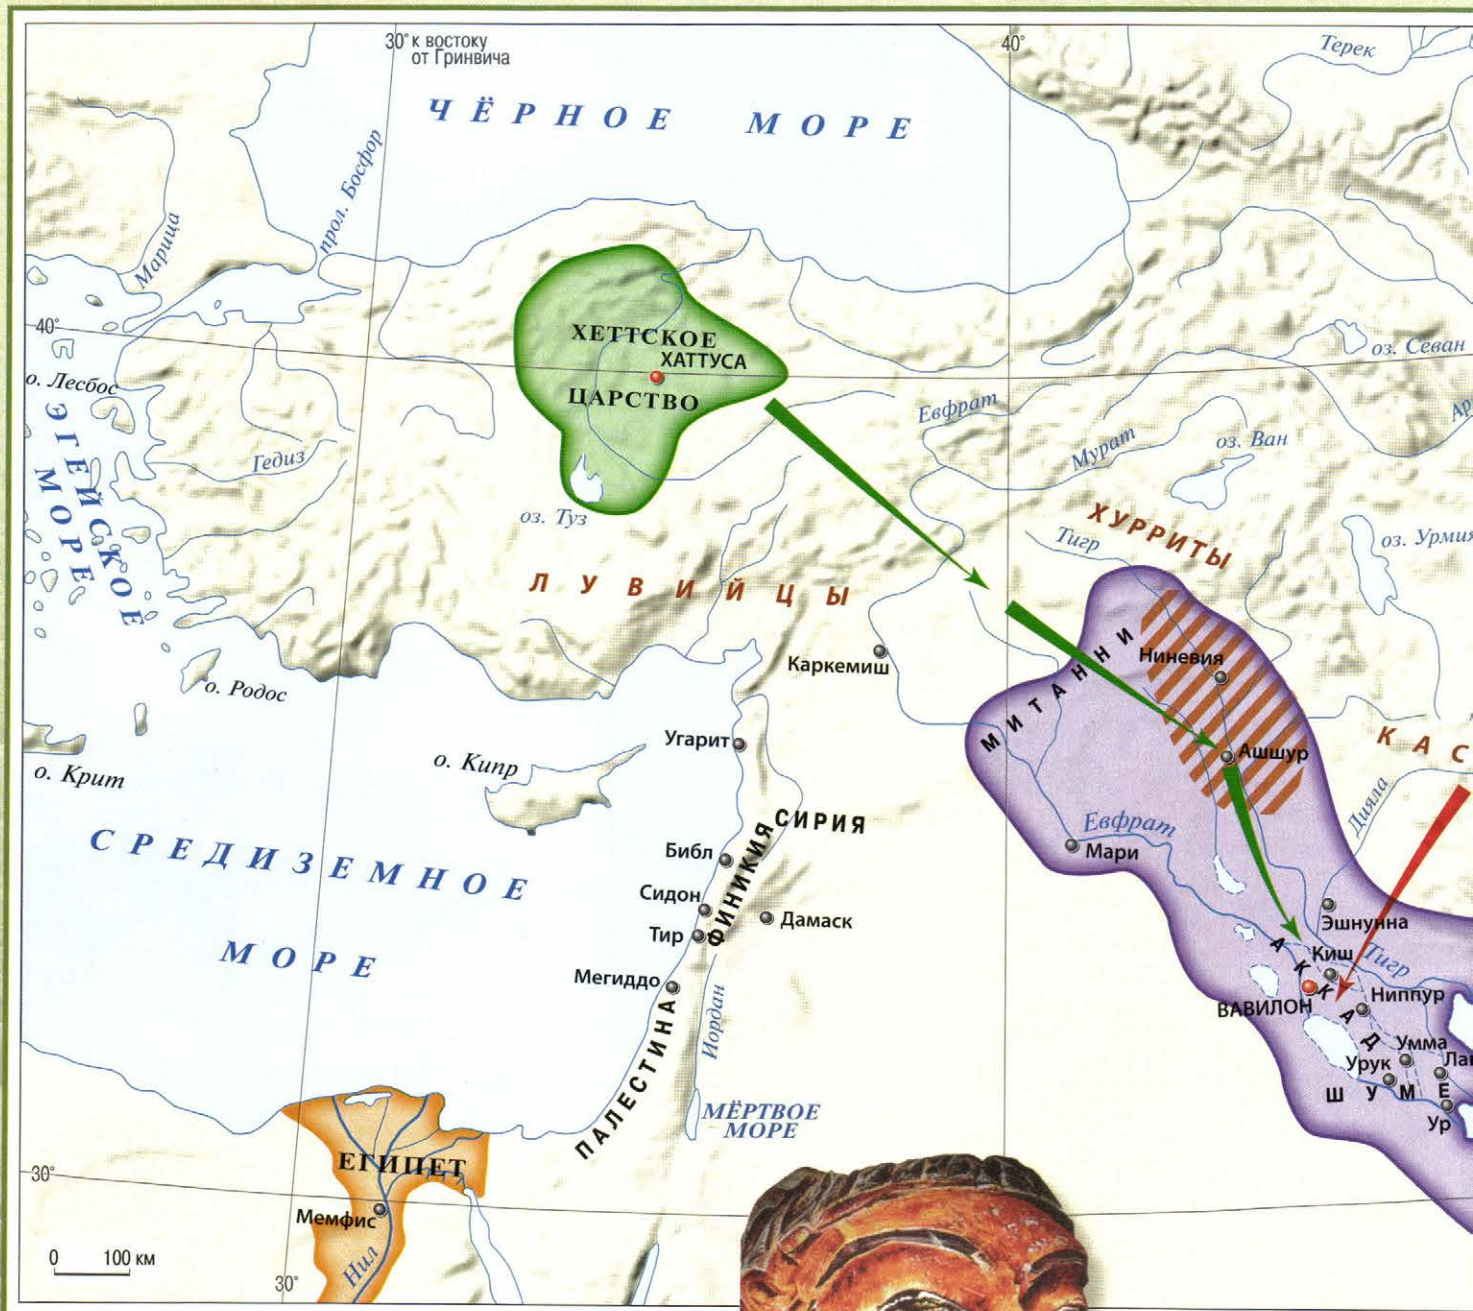 30° к востоку
от Гринвича
40°
Терек
ЧЁРНОЕ МОРЕ
прол. Босфор
Марица
40°
ХЕТТСКОЕ
ХАТТУСА
ЦАРСТВО
оз. Севан
о. Лесбос
Евфрат
Мурат
оз. Ван
ЭГЕЙСКОЕ
МОРЕ
Гедиз
оз. Туз
ХУРРИТЫ
Тигр
оз. Урмия
ЛУВИЙЦЫ
Каркемиш
МИТАННИ
Ниневия
о. Родос
Угарит
Ашшур
КАС
о. Крит
о. Кипр
СИРИЯ
Дияла
СРЕДИЗЕМНОЕ
МОРЕ
Евфрат
Мари
Библ
ФИНИКИЯ
Сидон
Дамаск
Тир
Эшнунна
АККАД
Киш
Тигр
Мегиддо
Иордан
ВАВИЛОН
Ниппур
ПАЛЕСТИНА
Умма
Урук
Лаг
ШУМЕ
Ур
МЁРТВОЕ
МОРЕ
ЕГИПЕТ
30°
Мемфис
Нил
0 100 км
30°